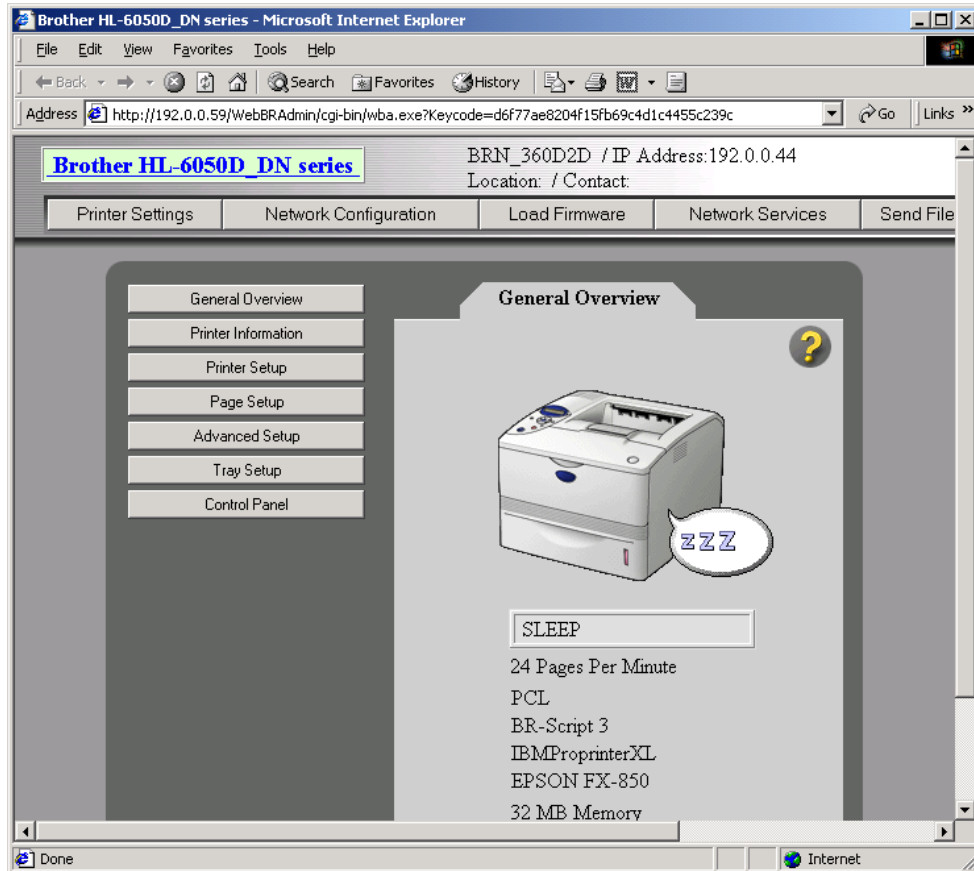 Brother HL-6050D_DN series - Microsoft Internet Explorer
File Edit View Favorites Tools Help
Back Search Favorites History
Address http://192.0.0.59/WebBRAdmin/cgi-bin/wba.exe?Keycode=d6f77ae8204f15fb69c4d1c4455c239c Go Links »
Brother HL-6050D_DN series
BRN_360D2D / IP Address:192.0.0.44
Location: / Contact:
Printer Settings Network Configuration Load Firmware Network Services Send File
General Overview
Printer Information
Printer Setup
Page Setup
Advanced Setup
Tray Setup
Control Panel
General Overview
?
zzz
SLEEP
24 Pages Per Minute
PCL
BR-Script 3
IBMProprinterXL
EPSON FX-850
32 MB Memory
Done Internet